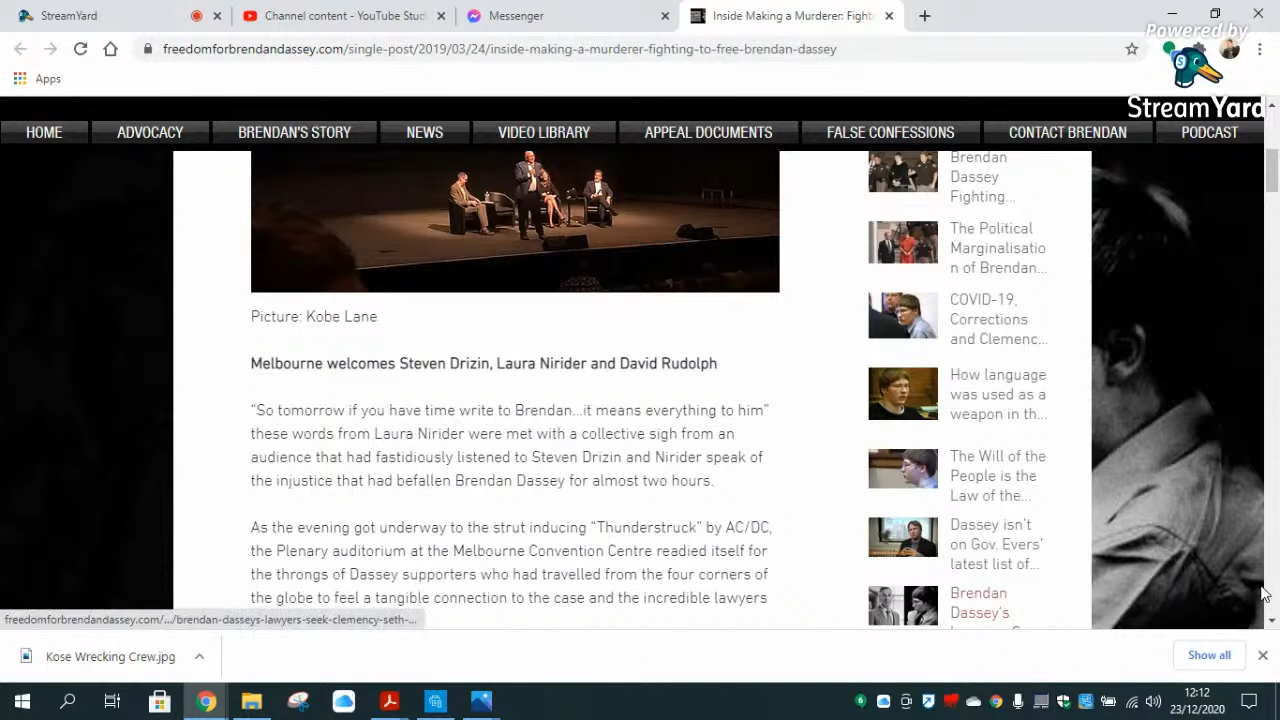 StreamYard
Channel content - YouTube Stud
Messenger
Inside Making a Murderer: Fight
freedomforbrendandassey.com/single-post/2019/03/24/inside-making-a-murderer-fighting-to-free-brendan-dassey
Apps
Powered by
StreamYard
HOME
ADVOCACY
BRENDAN'S STORY
NEWS
VIDEO LIBRARY
APPEAL DOCUMENTS
FALSE CONFESSIONS
CONTACT BRENDAN
PODCAST
Picture: Kobe Lane
Melbourne welcomes Steven Drizin, Laura Nirider and David Rudolph
“So tomorrow if you have time write to Brendan...it means everything to him”
these words from Laura Nirider were met with a collective sigh from an
audience that had fastidiously listened to Steven Drizin and Nirider speak of
the injustice that had befallen Brendan Dassey for almost two hours.
As the evening got underway to the strut inducing “Thunderstruck” by AC/DC,
the Plenary auditorium at the Melbourne Convention Centre readied itself for
the throngs of Dassey supporters who had travelled from the four corners of
the globe to feel a tangible connection to the case and the incredible lawyers
Brendan
Dassey
Fighting...
The Political
Marginalisatio
n of Brendan...
COVID-19,
Corrections
and Clemenc...
How language
was used as a
weapon in th...
The Will of the
People is the
Law of the...
Dassey isn’t
on Gov. Evers’
latest list of...
Brendan
Dassey’s
freedomforbrendandassey.com/.../brendan-dasseys-lawyers-seek-clemency-seth-...
Kose Wrecking Crew.jpg
Show all
12:12
23/12/2020